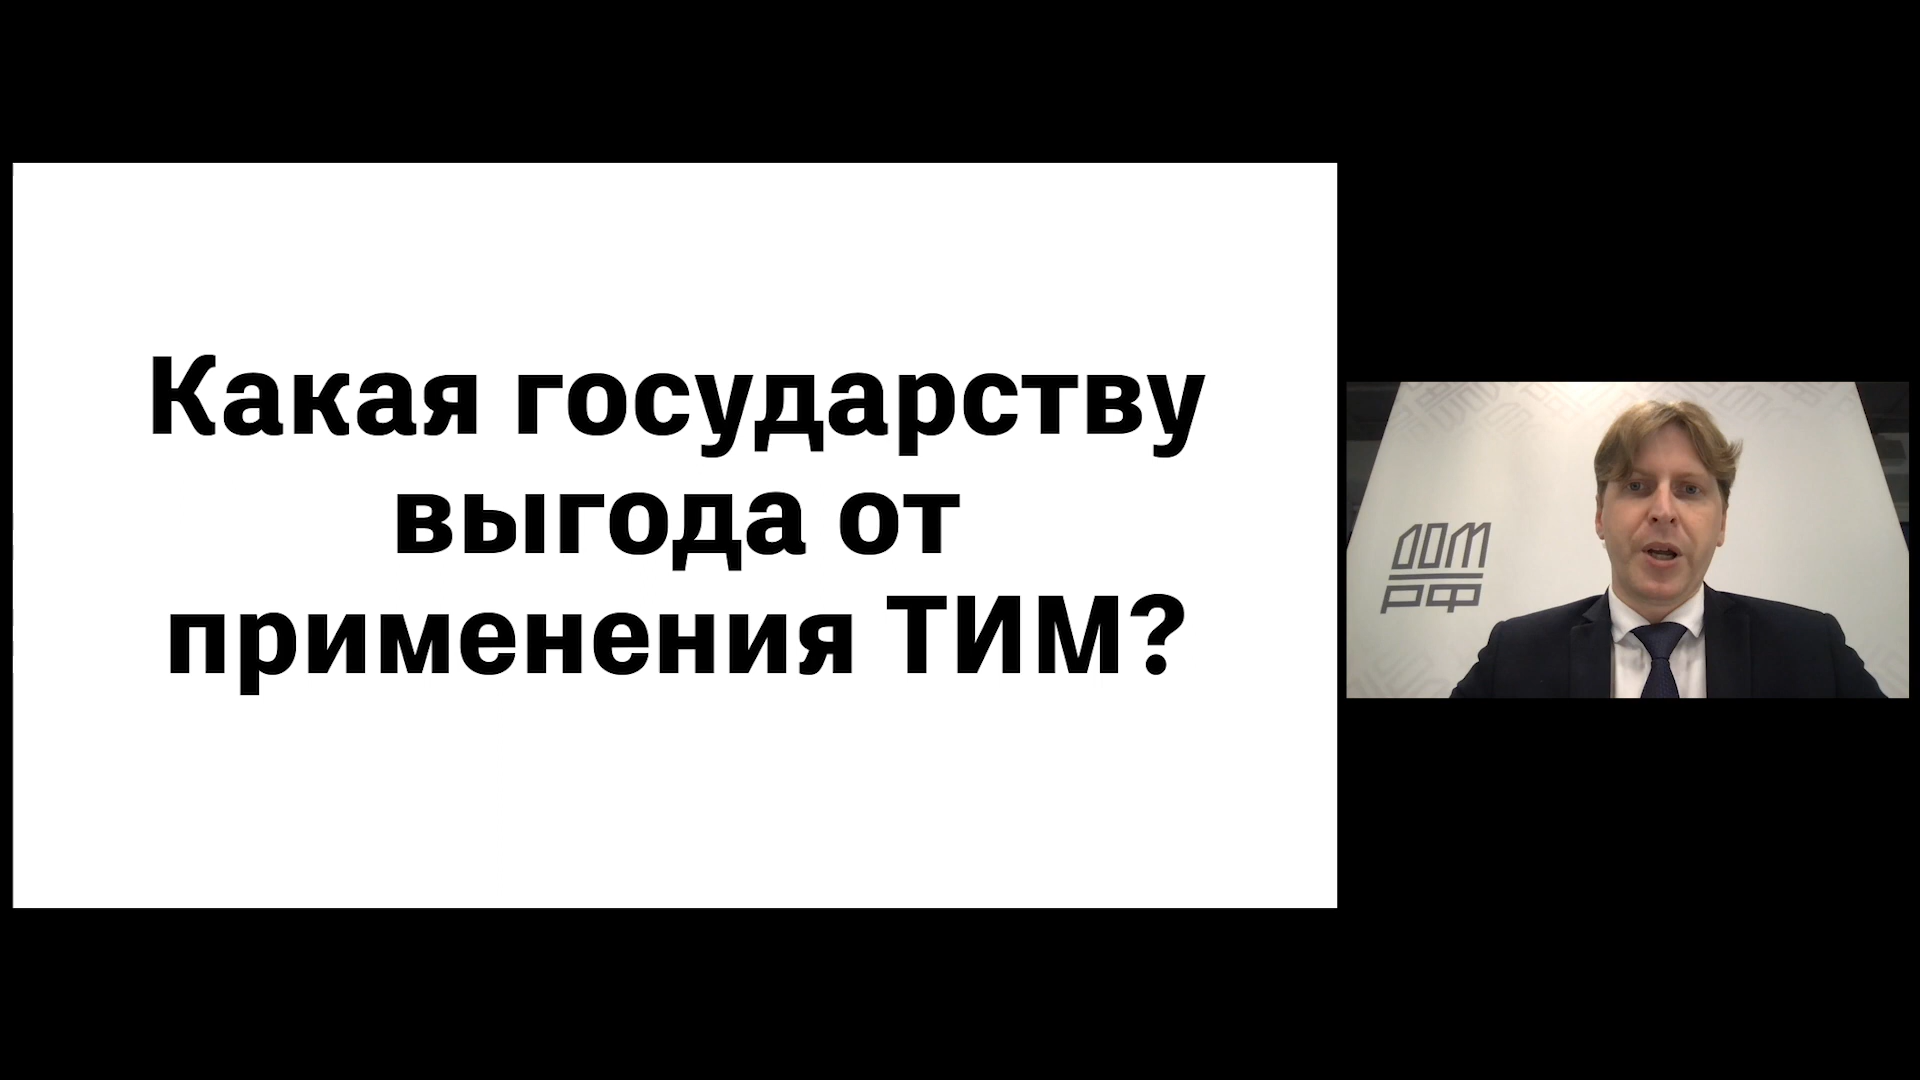 Какая государству
выгода от
применения ТИМ?
ДОМ
РФ